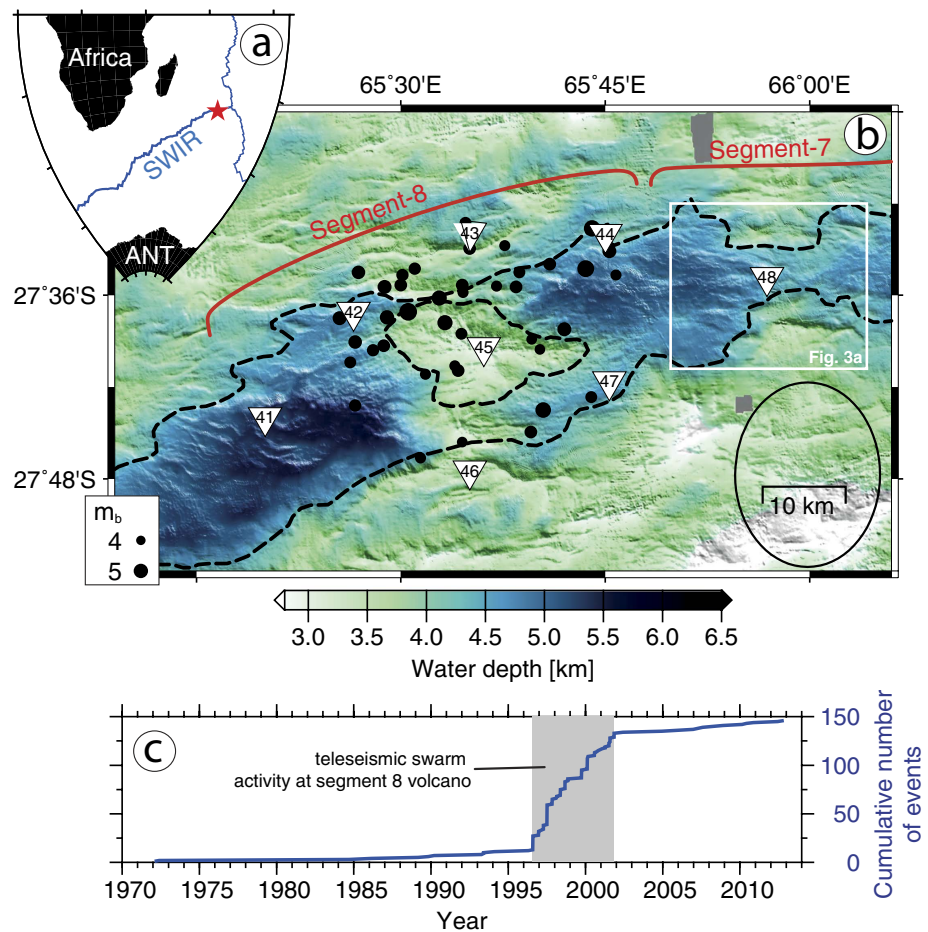 a
Africa
SWIR
ANT
65˚30'E
65˚45'E
66˚00'E
b
Segment-7
Segment-8
43
44
48
27˚36'S
42
45
Fig. 3a
47
41
46
27˚48'S
10 km
mb
4
5
3.0 3.5 4.0 4.5 5.0 5.5 6.0 6.5
Water depth [km]
c
teleseismic swarm
activity at segment 8 volcano
150
100
50
0
Cumulative number
of events
1970 1975 1980 1985 1990 1995 2000 2005 2010
Year